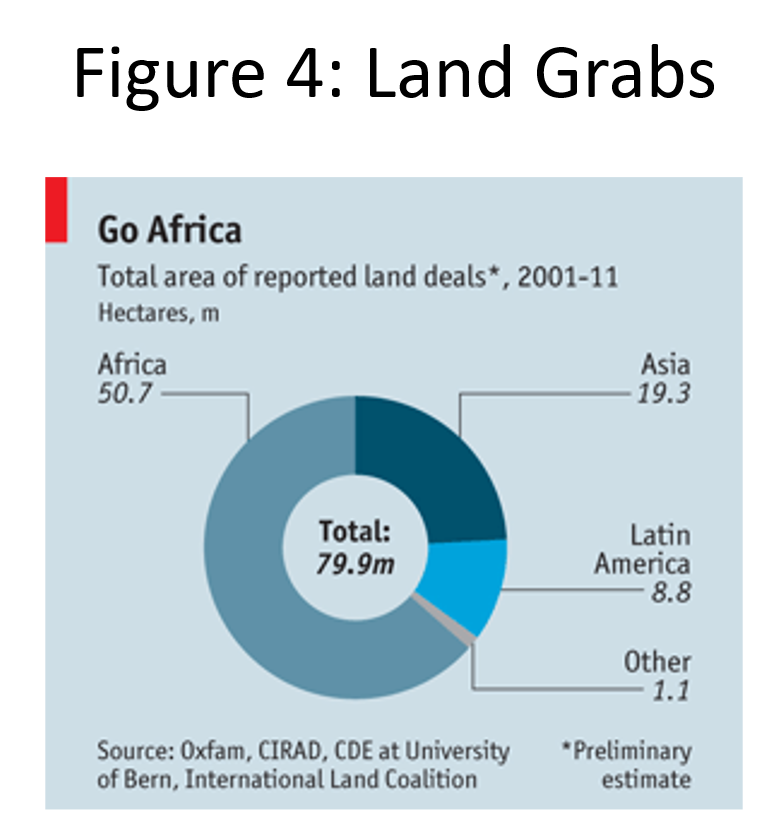 Figure 4: Land Grabs
Go Africa
Total area of reported land deals*, 2001-11
Hectares, m
Africa
50.7
Asia
19.3
Total:
79.9m
Latin
America
8.8
Other
1.1
Source: Oxfam, CIRAD, CDE at University
of Bern, International Land Coalition
*Preliminary
estimate